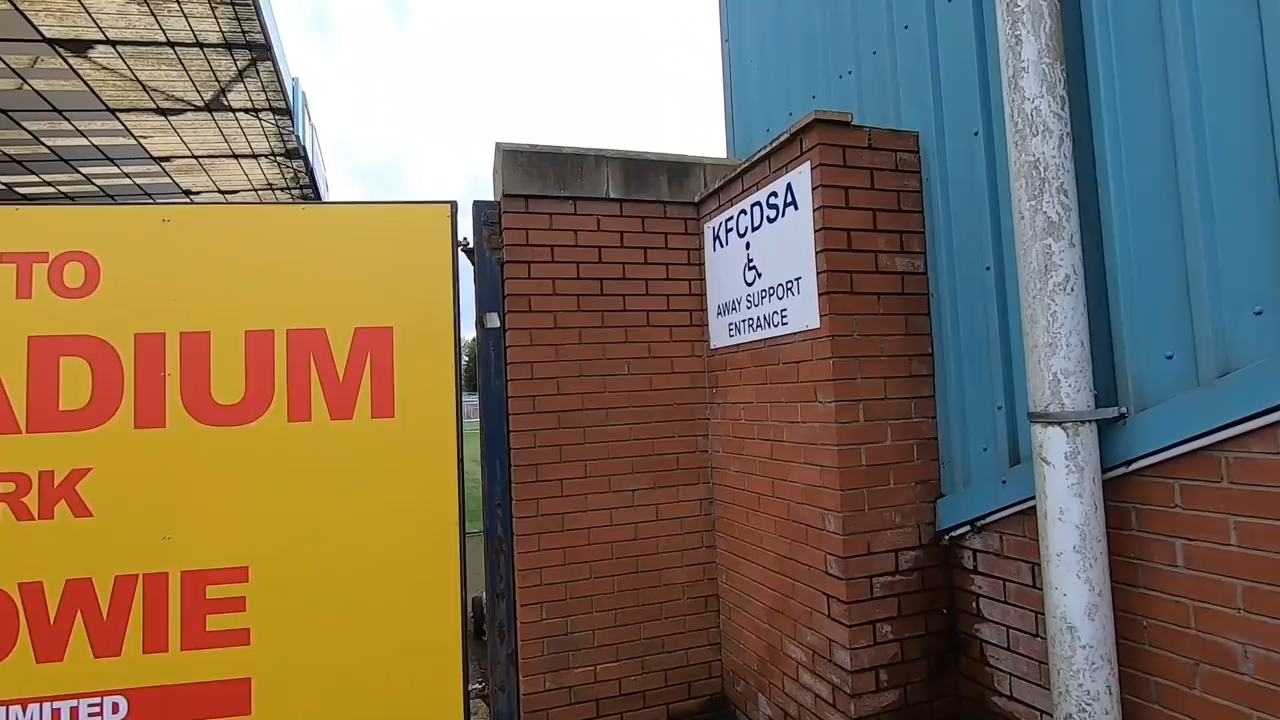 TO
ADIUM
RK
OWIE
IMITED
KFCDSA
AWAY SUPPORT
ENTRANCE